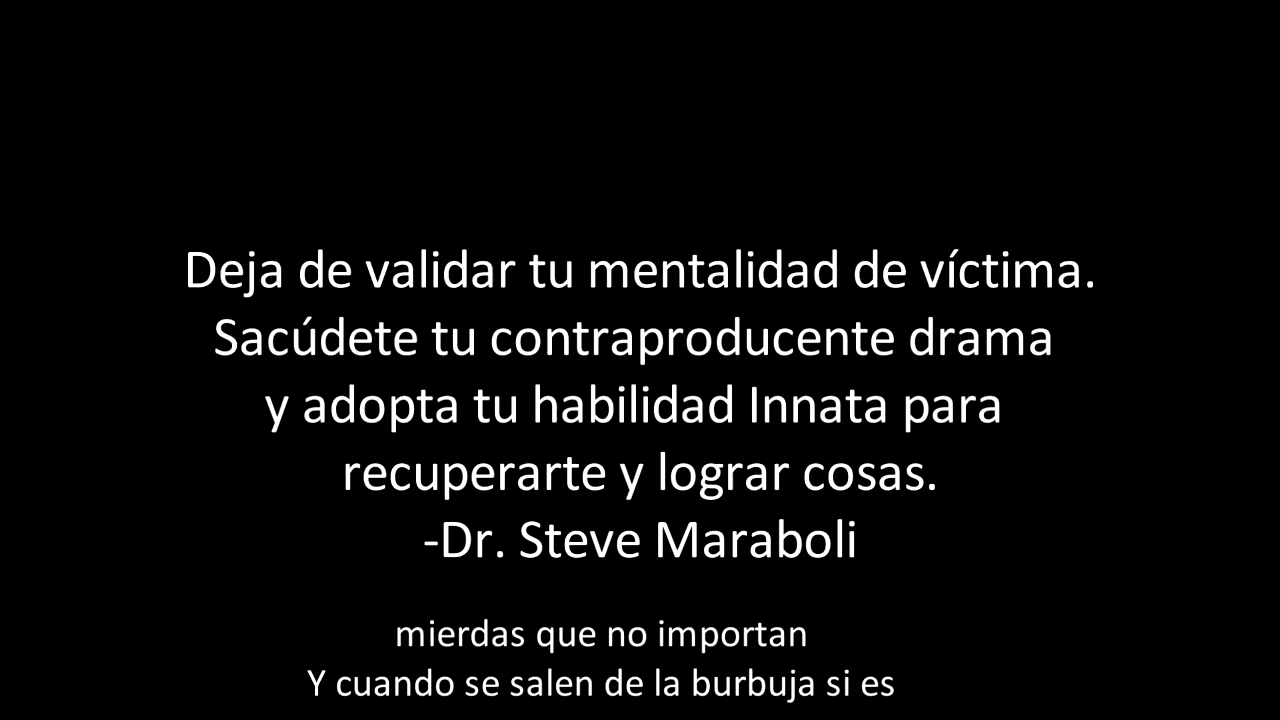 Deja de validar tu mentalidad de víctima.
Sacúdete tu contraproducente drama
y adopta tu habilidad Innata para
recuperarte y lograr cosas.
-Dr. Steve Maraboli
mierdas que no importan
Y cuando se salen de la burbuja si es